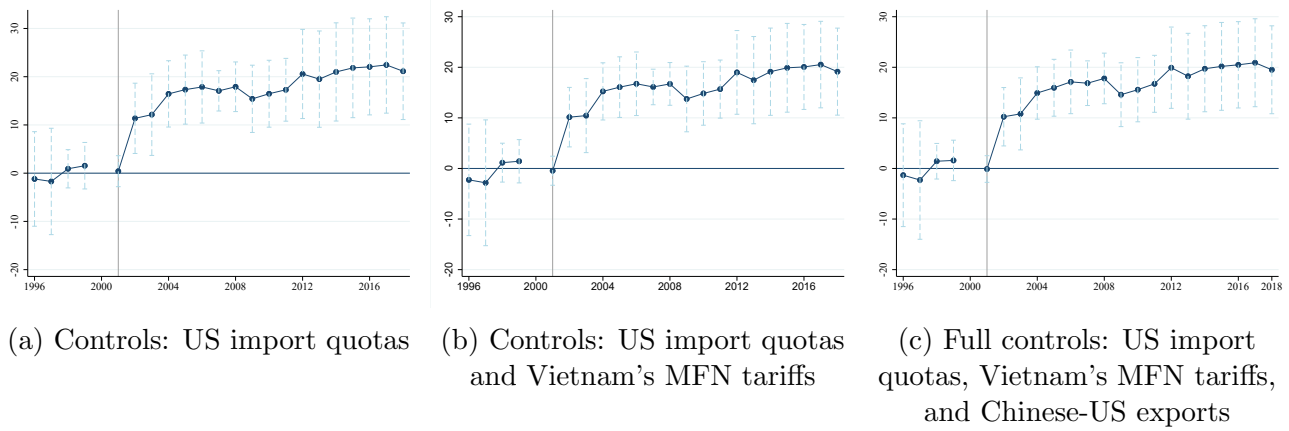 30
20
10
0
-10
-20
1996 2000 2004 2008 2012 2016
30
20
10
0
-10
-20
1996 2000 2004 2008 2012 2016
30
20
10
0
-10
-20
1996 2000 2004 2008 2012 2016 2018
(a) Controls: US import quotas
(b) Controls: US import quotas
and Vietnam's MFN tariffs
(c) Full controls: US import
quotas, Vietnam's MFN tariffs,
and Chinese-US exports